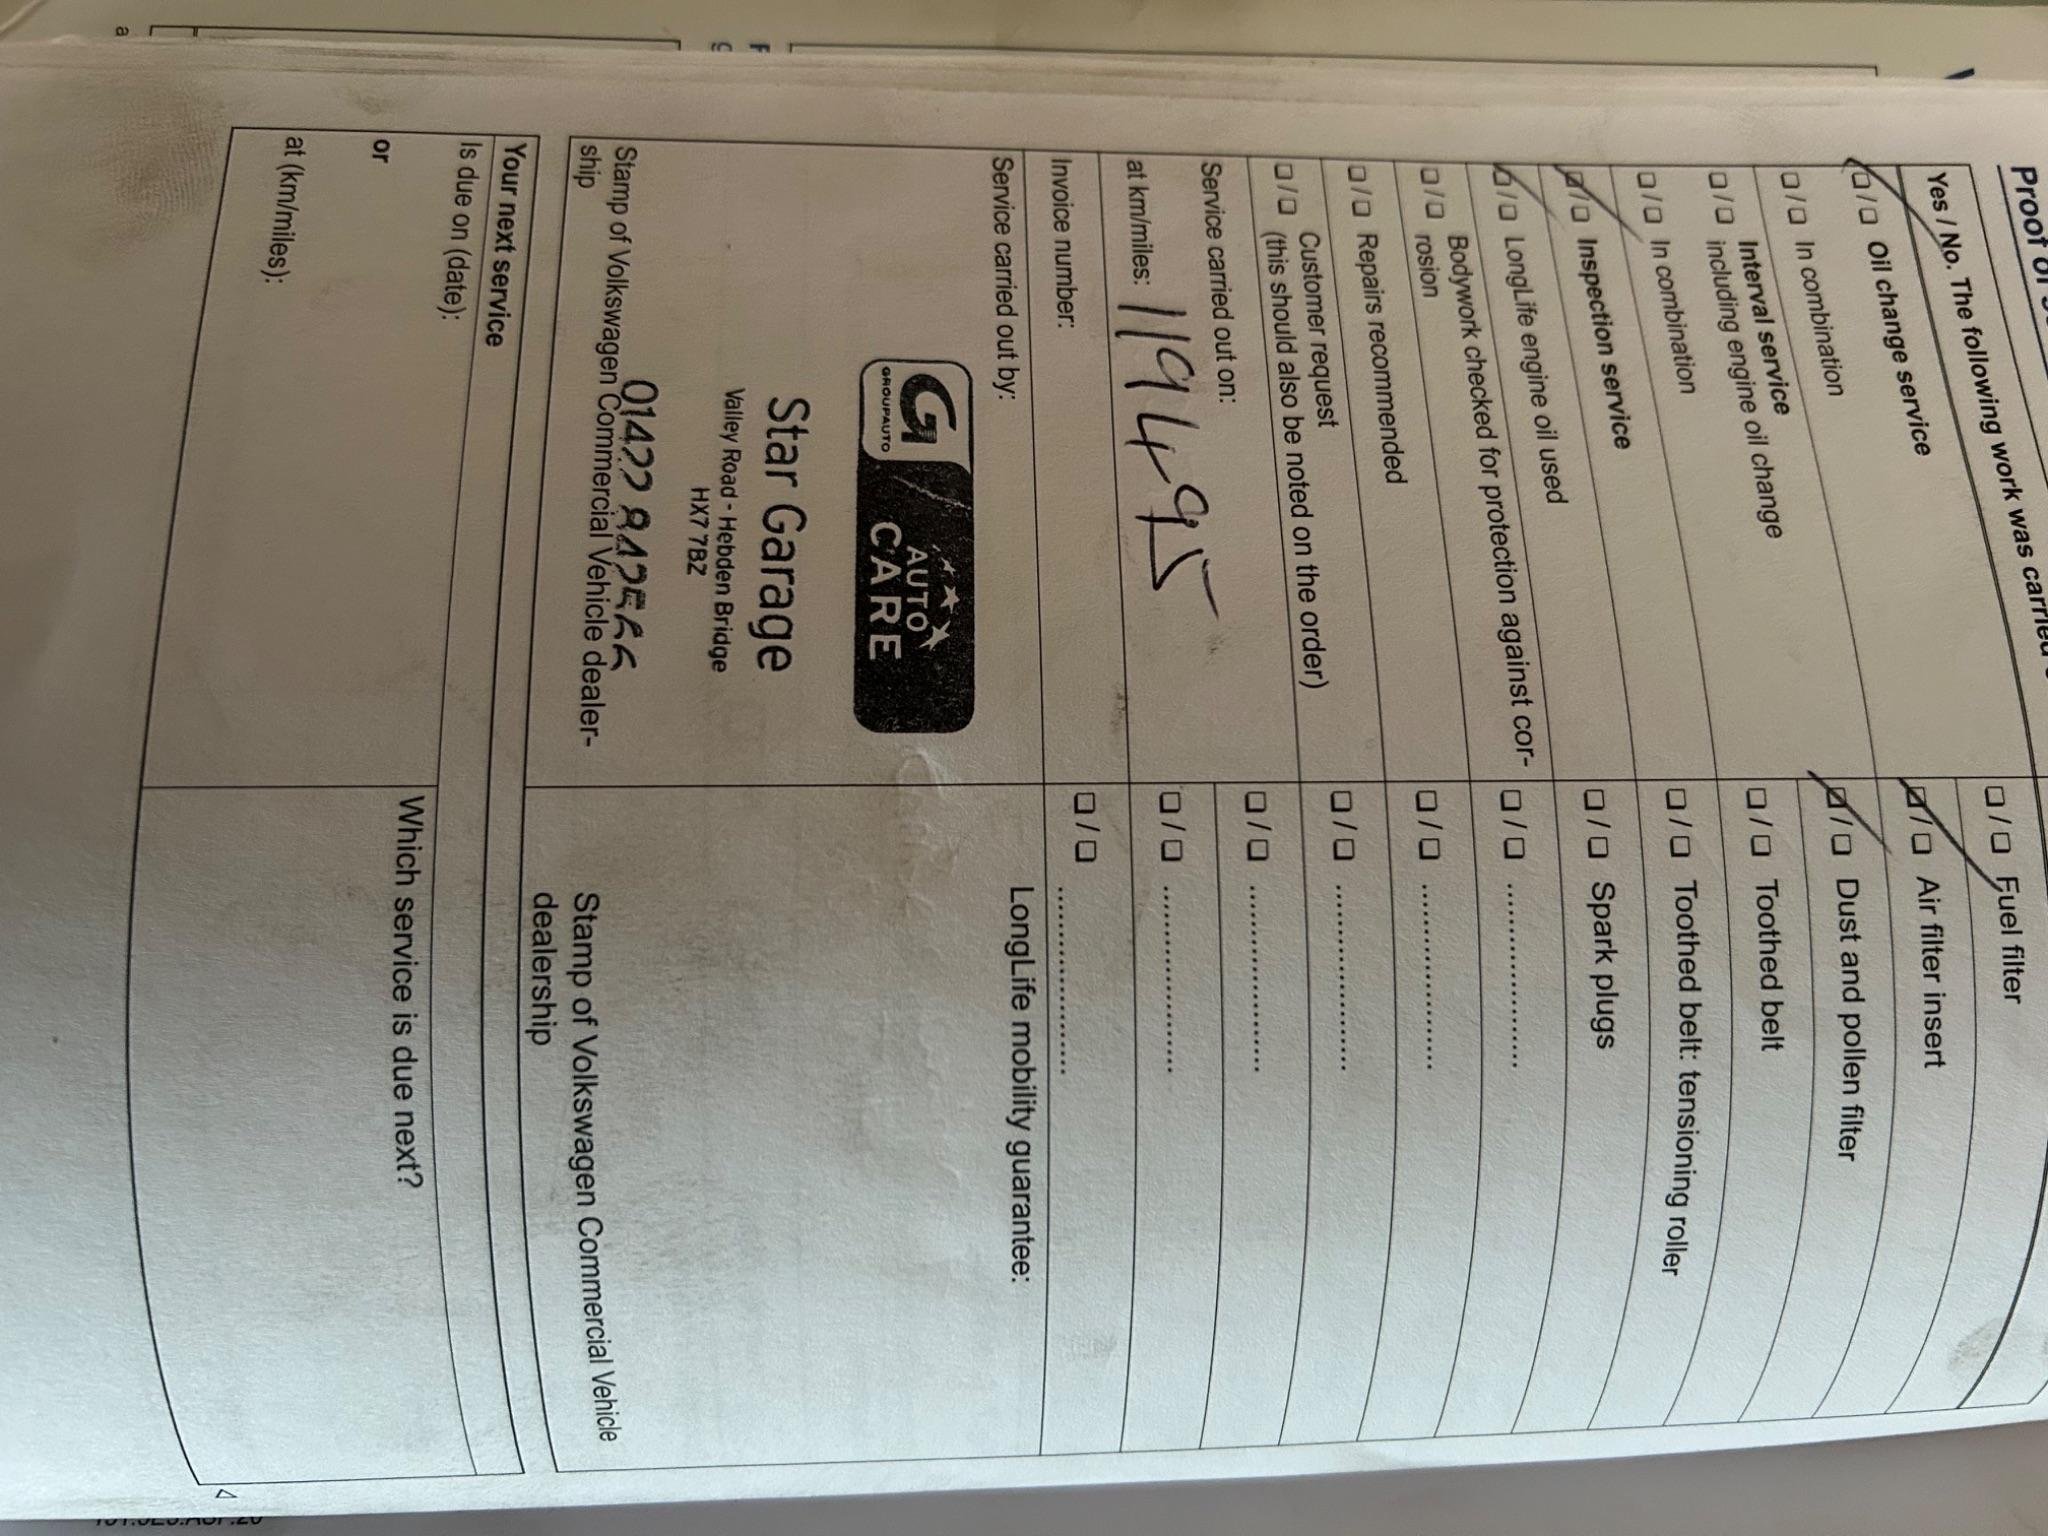 Proof of
Yes / No. The following work was carried
❑/❑ Oil change service
❑/❑ In combination
❑/❑ Interval service
including engine oil change
❑/❑ In combination
❑/❑ Inspection service
❑/❑ LongLife engine oil used
❑/❑ Bodywork checked for protection against cor-
rosion
❑/❑ Repairs recommended
❑/❑ Customer request
(this should also be noted on the order)
Service carried out on:
at km/miles: 119495
Invoice number:
Service carried out by:
G
GROUPAUTO
AUTO
CARE
Star Garage
Valley Road - Hebden Bridge
HX7 7BZ
01422
Stamp of Volkswagen Commercial Vehicle dealer-
ship
❑/❑ Fuel filter
❑/❑ Air filter insert
❑/❑ Dust and pollen filter
❑/❑ Toothed belt
❑/❑ Toothed belt: tensioning roller
❑/❑ Spark plugs
❑/❑ ....................
❑/❑ ....................
❑/❑ ....................
❑/❑ ....................
❑/❑ ....................
❑/❑ ....................
LongLife mobility guarantee:
Stamp of Volkswagen Commercial Vehicle
dealership
Your next service
Is due on (date):
or
at (km/miles):
Which service is due next?